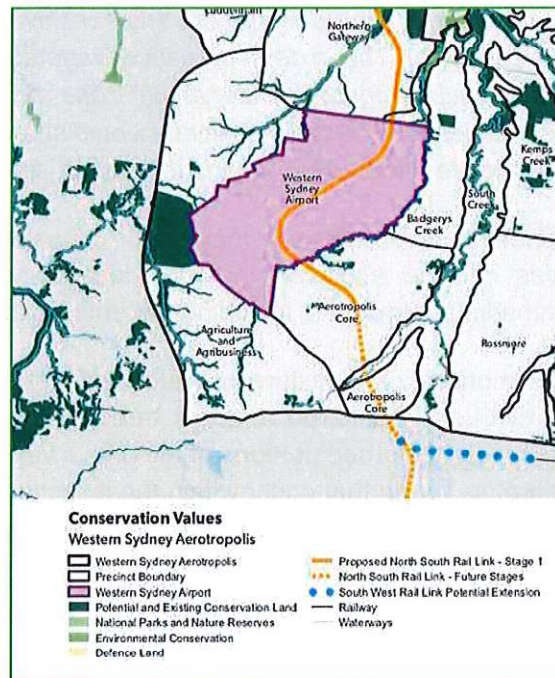 Luddenham
Northern
Gateway
Kemps
Creek
Western
Sydney
Airport
South
Creek
Badgerys
Creek
Aerotropolis
Core
Agriculture
and
Agribusiness
Rossmore
Aerotropolis
Core
Conservation Values
Western Sydney Aerotropolis
Western Sydney Aerotropolis
Precinct Boundary
Western Sydney Airport
Potential and Existing Conservation Land
National Parks and Nature Reserves
Environmental Conservation
Defence Land
Proposed North South Rail Link - Stage 1
North South Rail Link - Future Stages
South West Rail Link Potential Extension
Railway
Waterways